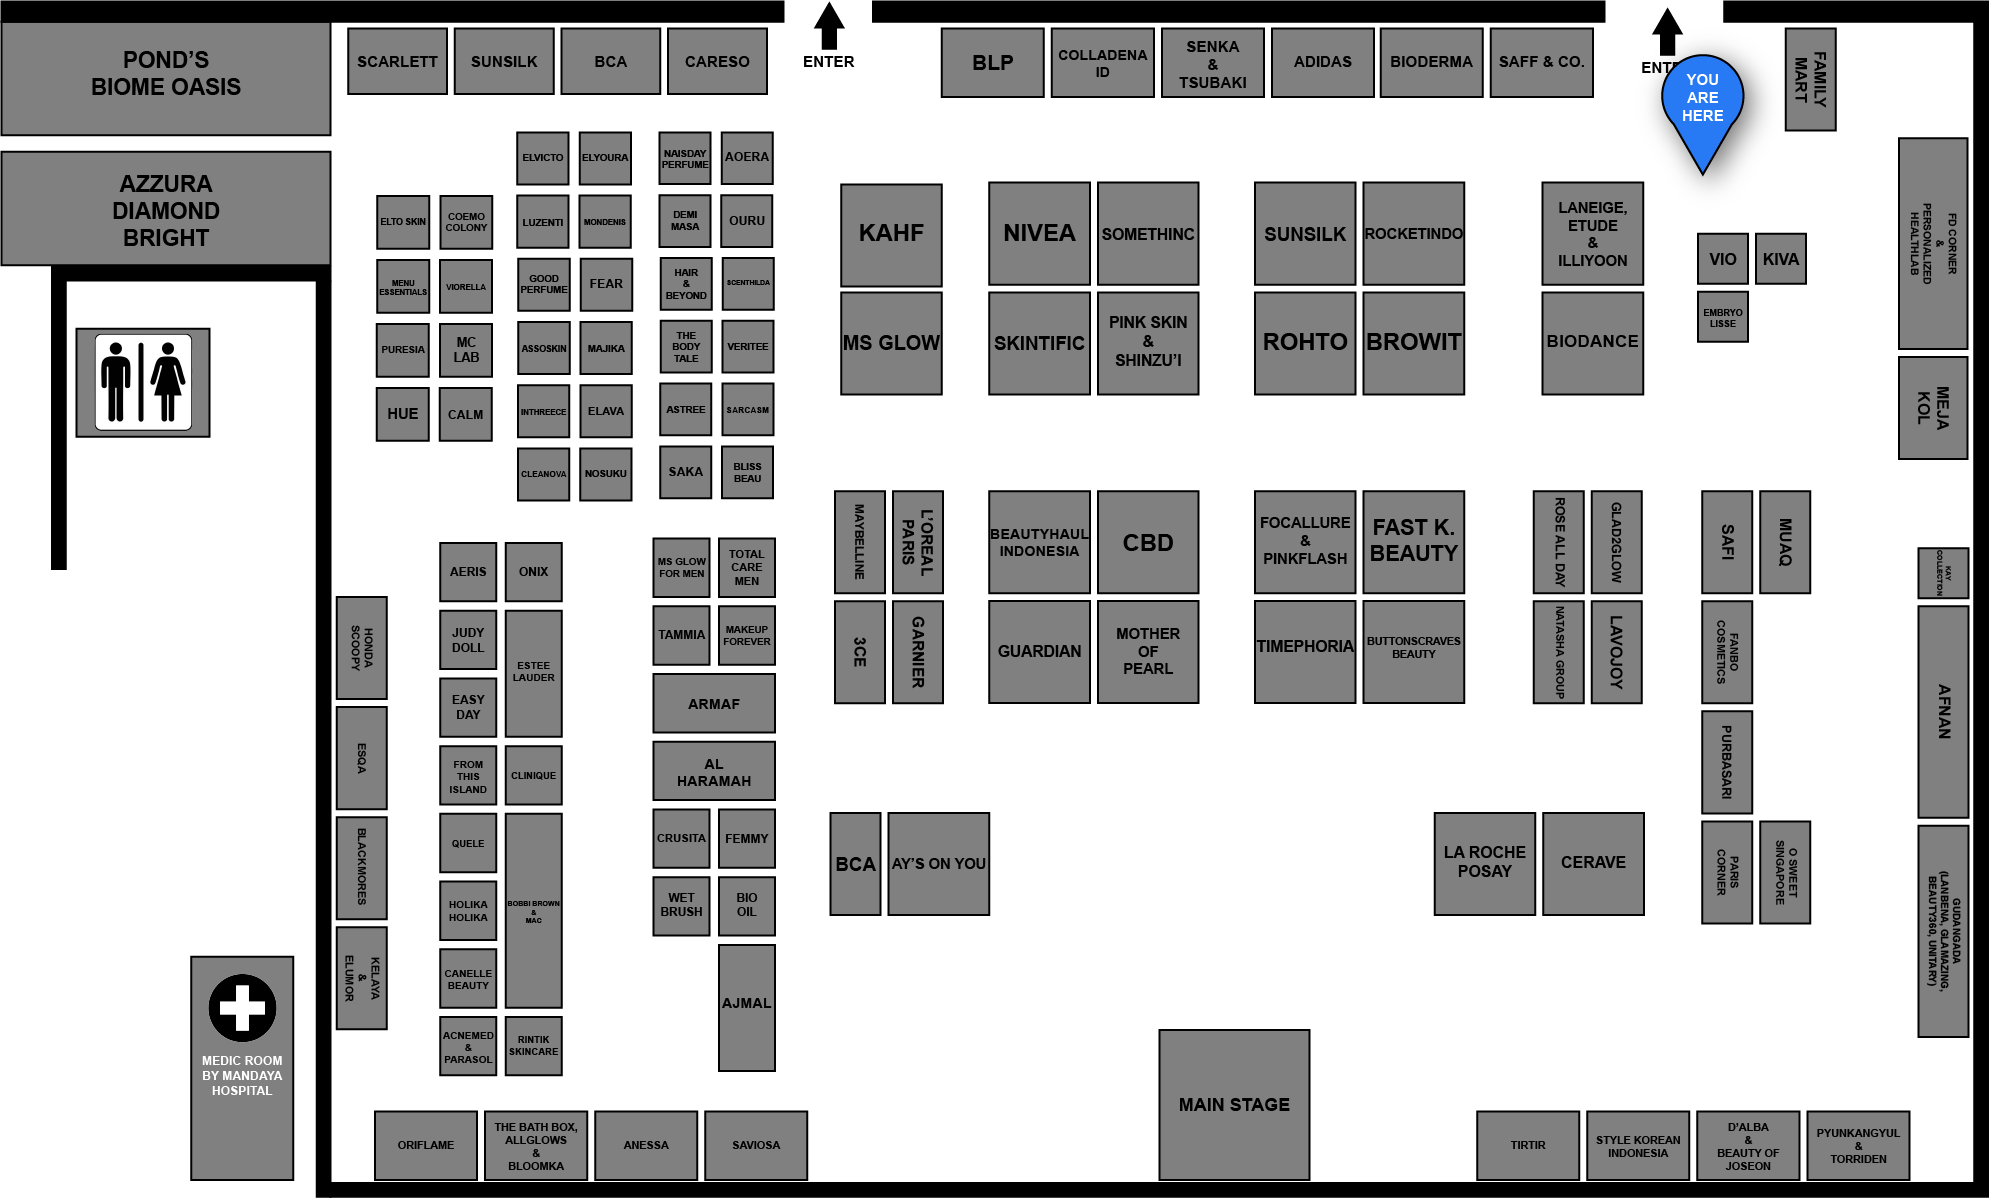 POND'S
BIOME OASIS
SCARLETT
SUNSILK
BCA
CARESO
ENTER
BLP
COLLADENA
ID
SENKA
&
TSUBAKI
ADIDAS
BIODERMA
SAFF & CO.
YOU
ARE
HERE
FAMILY
MART
AZZURA
DIAMOND
BRIGHT
ELVICTO
ELYOURA
NAISDAY
PERFUME
AOERA
ELTO SKIN
COEMO
COLONY
LUZENTI
MONDENIS
DEMI
MASA
OURU
MENU
ESSENTIALS
VIORELLA
GOOD
PERFUME
FEAR
HAIR
&
BEYOND
SCENTHILDA
PURESIA
MC
LAB
ASSOSKIN
MAJIKA
THE
BODY
TALE
VERITEE
HUE
CALM
INTHREECE
ELAVA
ASTREE
SARCASM
CLEANOVA
NOSUKU
SAKA
BLISS
BEAU
KAHF
NIVEA
SOMETHINC
SUNSILK
ROCKETINDO
LANEIGE,
ETUDE
&
ILLIYOON
VIO
KIVA
EMBRYO
LISSE
FD CORNER
&
PERSONALIZED
HEALTHLAB
MS GLOW
SKINTIFIC
PINK SKIN
&
SHINZU'I
ROHTO
BROWIT
BIODANCE
MEJA
KOL
MAYBELLINE
L'OREAL
PARIS
BEAUTYHAUL
INDONESIA
CBD
FOCALLURE
&
PINKFLASH
FAST K.
BEAUTY
ROSE ALL DAY
GLAD2GLOW
SAFI
MUAQ
KAY
COLLECTION
3CE
GARNIER
GUARDIAN
MOTHER
OF
PEARL
TIMEPHORIA
BUTTONSCRAVES
BEAUTY
NATASHA GROUP
LAVOJOY
FANBO
COSMETICS
AFNAN
PURBASARI
AERIS
ONIX
MS GLOW
FOR MEN
TOTAL
CARE
MEN
HONDA
SCOOPY
JUDY
DOLL
ESTEE
LAUDER
TAMMIA
MAKEUP
FOREVER
EASY
DAY
ARMAF
ESQA
FROM
THIS
ISLAND
CLINIQUE
AL
HARAMAH
BLACKMORES
QUELE
BOBBI BROWN
&
MAC
CRUSITA
FEMMY
BCA
AY'S ON YOU
LA ROCHE
POSAY
CERAVE
PARIS
CORNER
O SWEET
SINGAPORE
GUDANGADA
(LANBENA, GLAMAZING,
BEAUTY360, UNITARY)
HOLIKA
HOLIKA
WET
BRUSH
BIO
OIL
KELAYA
&
ELUMOR
CANELLE
BEAUTY
AJMAL
ACNEMED
&
PARASOL
RINTIK
SKINCARE
MEDIC ROOM
BY MANDAYA
HOSPITAL
ORIFLAME
THE BATH BOX,
ALLGLOWS
&
BLOOMKA
ANESSA
SAVIOSA
MAIN STAGE
TIRTIR
STYLE KOREAN
INDONESIA
D'ALBA
&
BEAUTY OF
JOSEON
PYUNKANGYUL
&
TORRIDEN